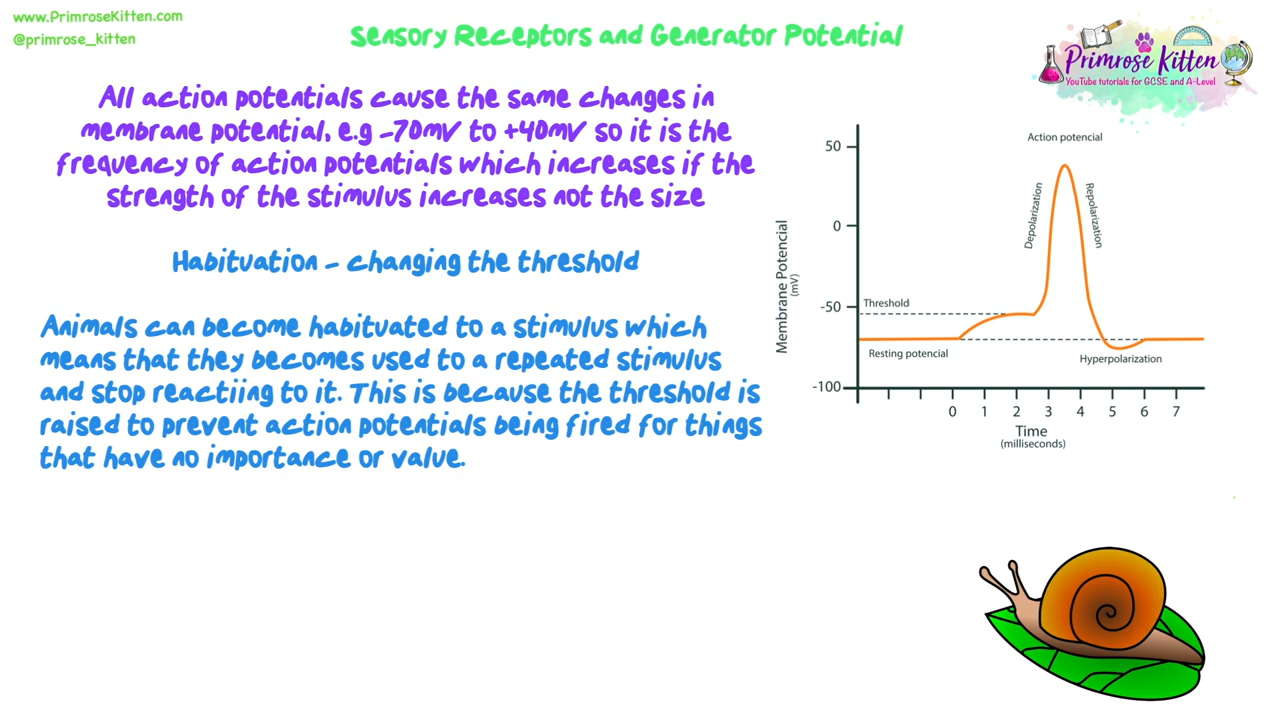 www.PrimroseKitten.com
@primrose_kitten
Sensory Receptors and Generator Potential
Primrose Kitten
YouTube tutorials for GCSE and A-Level
All action potentials cause the same changes in
membrane potential, e.g -70mV to +40mV so it is the
frequency of action potentials which increases if the
strength of the stimulus increases not the size
Habituation - changing the threshold
Animals can become habituated to a stimulus which
means that they becomes used to a repeated stimulus
and stop reactiing to it. This is because the threshold is
raised to prevent action potentials being fired for things
that have no importance or value.
Action potencial
50
0
-50
-100
Membrane Potencial
(mV)
Depolarization
Repolarization
Threshold
Resting potencial
Hyperpolarization
0 1 2 3 4 5 6 7
Time
(milliseconds)